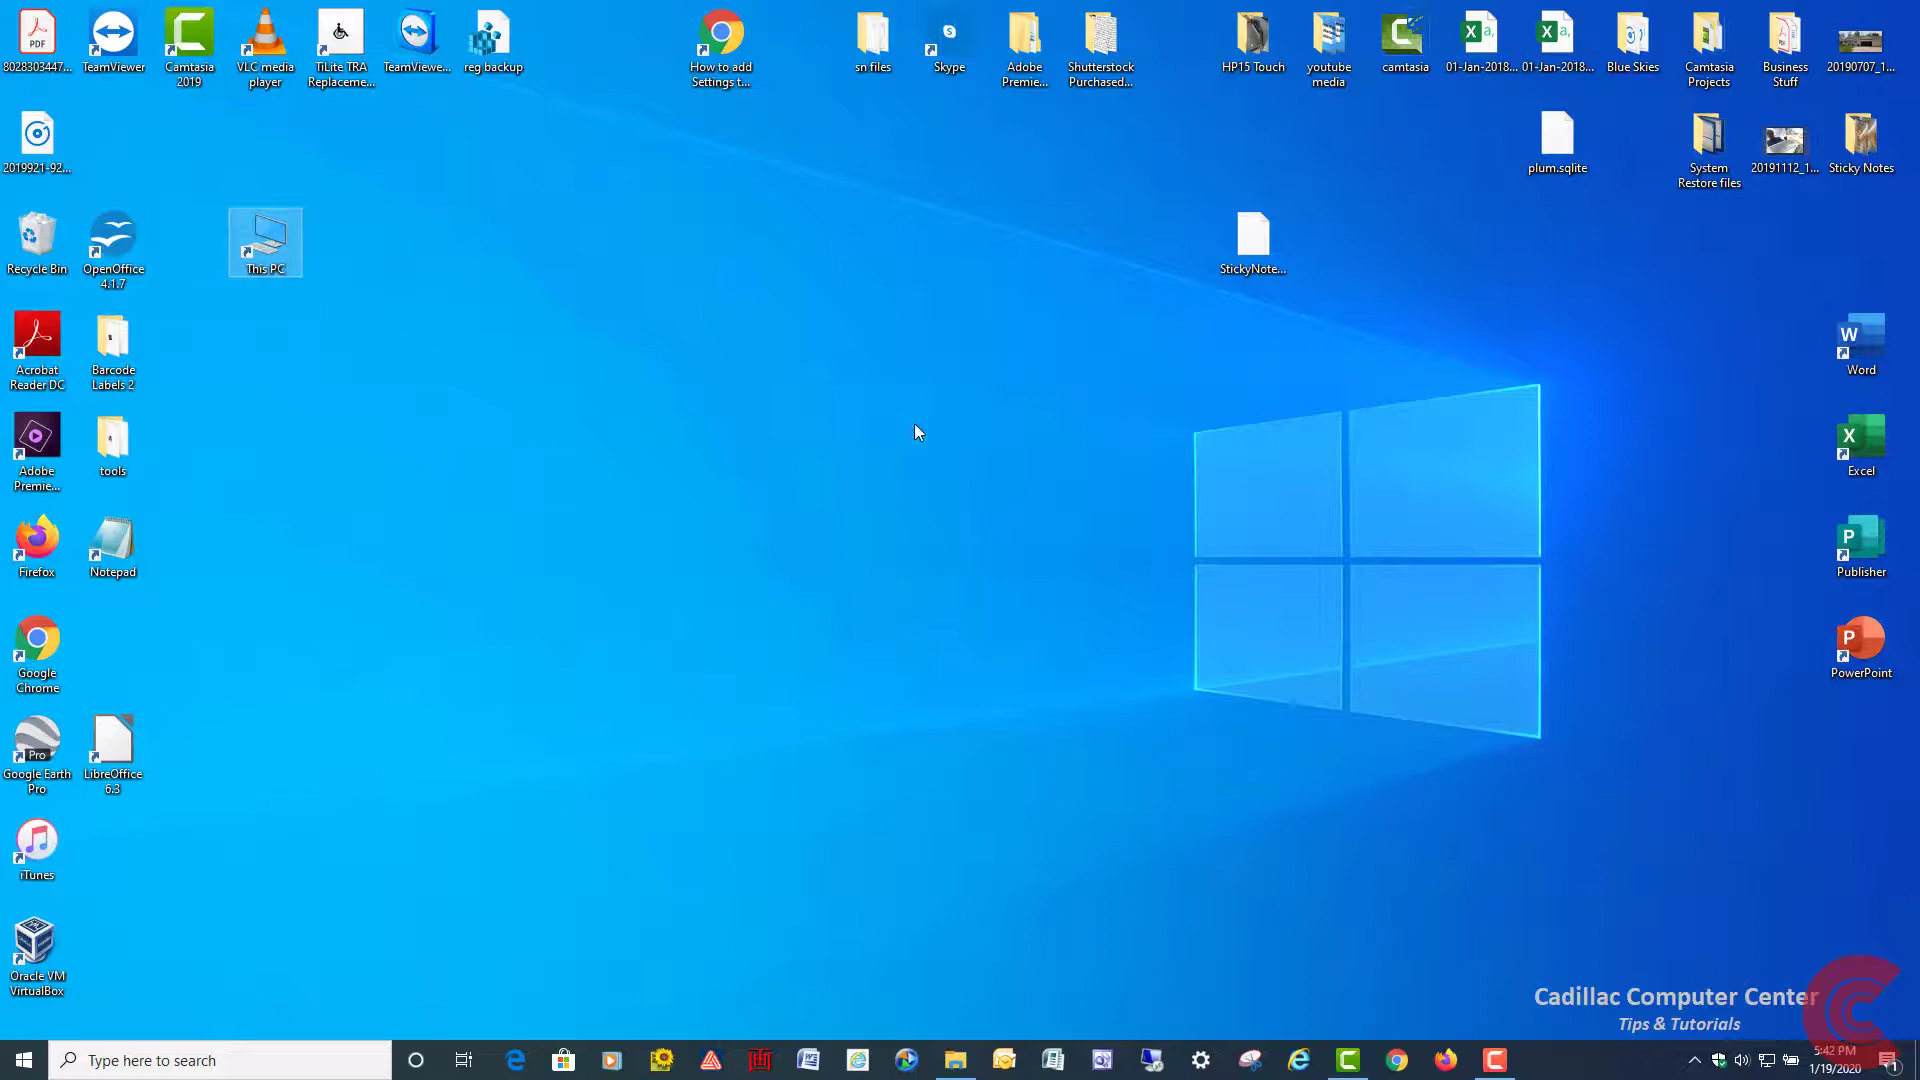 8028303447...
TeamViewer
Camtasia
2019
VLC media
player
TiLite TRA
Replaceme...
TeamViewe...
reg backup
How to add
Settings t...
sn files
Skype
Adobe
Premie...
Shutterstock
Purchased...
HP15 Touch
youtube
media
camtasia
01-Jan-2018...
01-Jan-2018...
Blue Skies
Camtasia
Projects
Business
Stuff
20190707_1...
2019921-92...
plum.sqlite
System
Restore files
20191112_1...
Sticky Notes
Recycle Bin
OpenOffice
4.1.7
This PC
StickyNote...
Acrobat
Reader DC
Barcode
Labels 2
Word
Adobe
Premie...
tools
Excel
Firefox
Notepad
Publisher
Google
Chrome
PowerPoint
Pro
Google Earth
Pro
LibreOffice
6.3
iTunes
Oracle VM
VirtualBox
Cadillac Computer Center
Tips & Tutorials
Type here to search
5:42 PM
1/19/2020